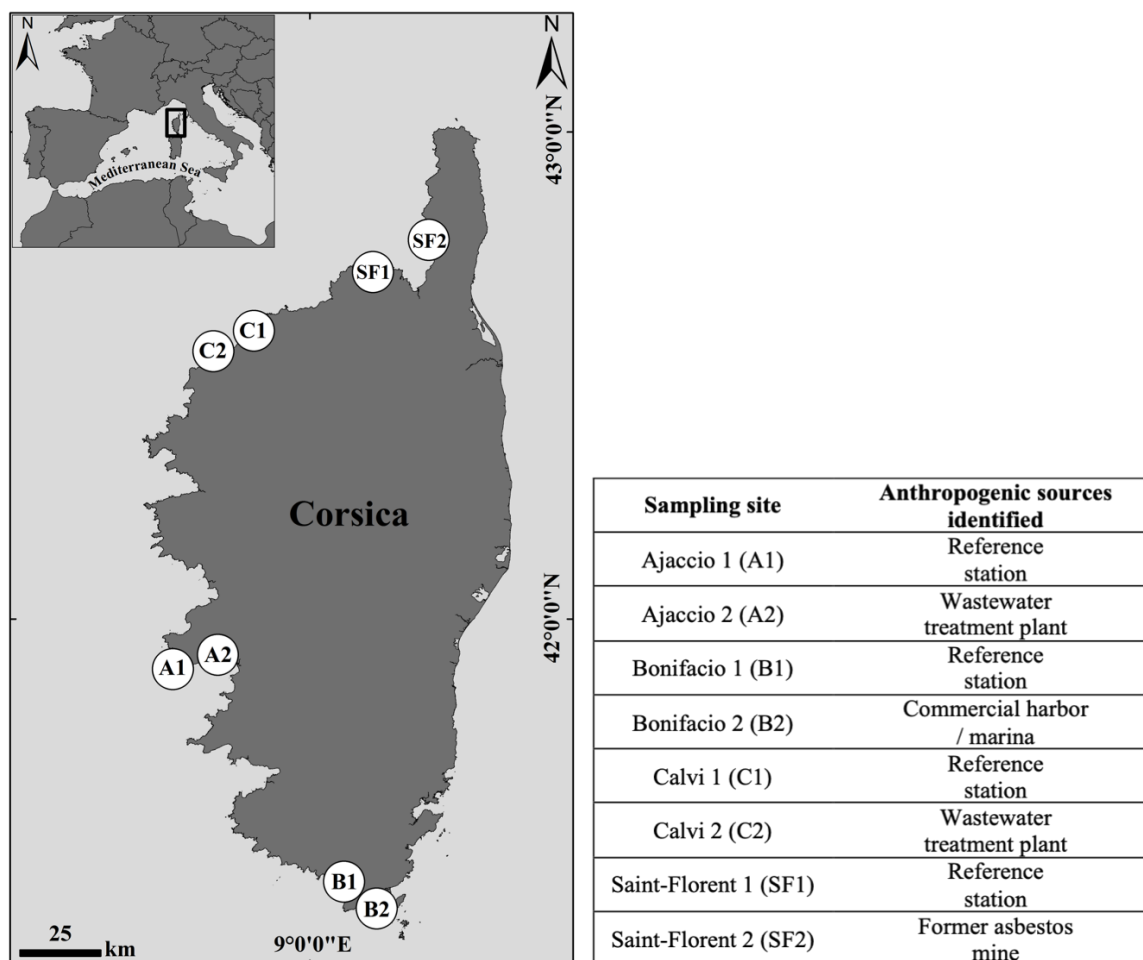 N
Mediterranean Sea
N
43°0'0"N
SF2
SF1
C1
C2
Corsica
42°0'0"N
A1
A2
B1
B2
25
km
9°0'0"E
Sampling site
Anthropogenic sources
identified
Ajaccio 1 (A1)
Reference
station
Ajaccio 2 (A2)
Wastewater
treatment plant
Bonifacio 1 (B1)
Reference
station
Bonifacio 2 (B2)
Commercial harbor
/ marina
Calvi 1 (C1)
Reference
station
Calvi 2 (C2)
Wastewater
treatment plant
Saint-Florent 1 (SF1)
Reference
station
Saint-Florent 2 (SF2)
Former asbestos
mine